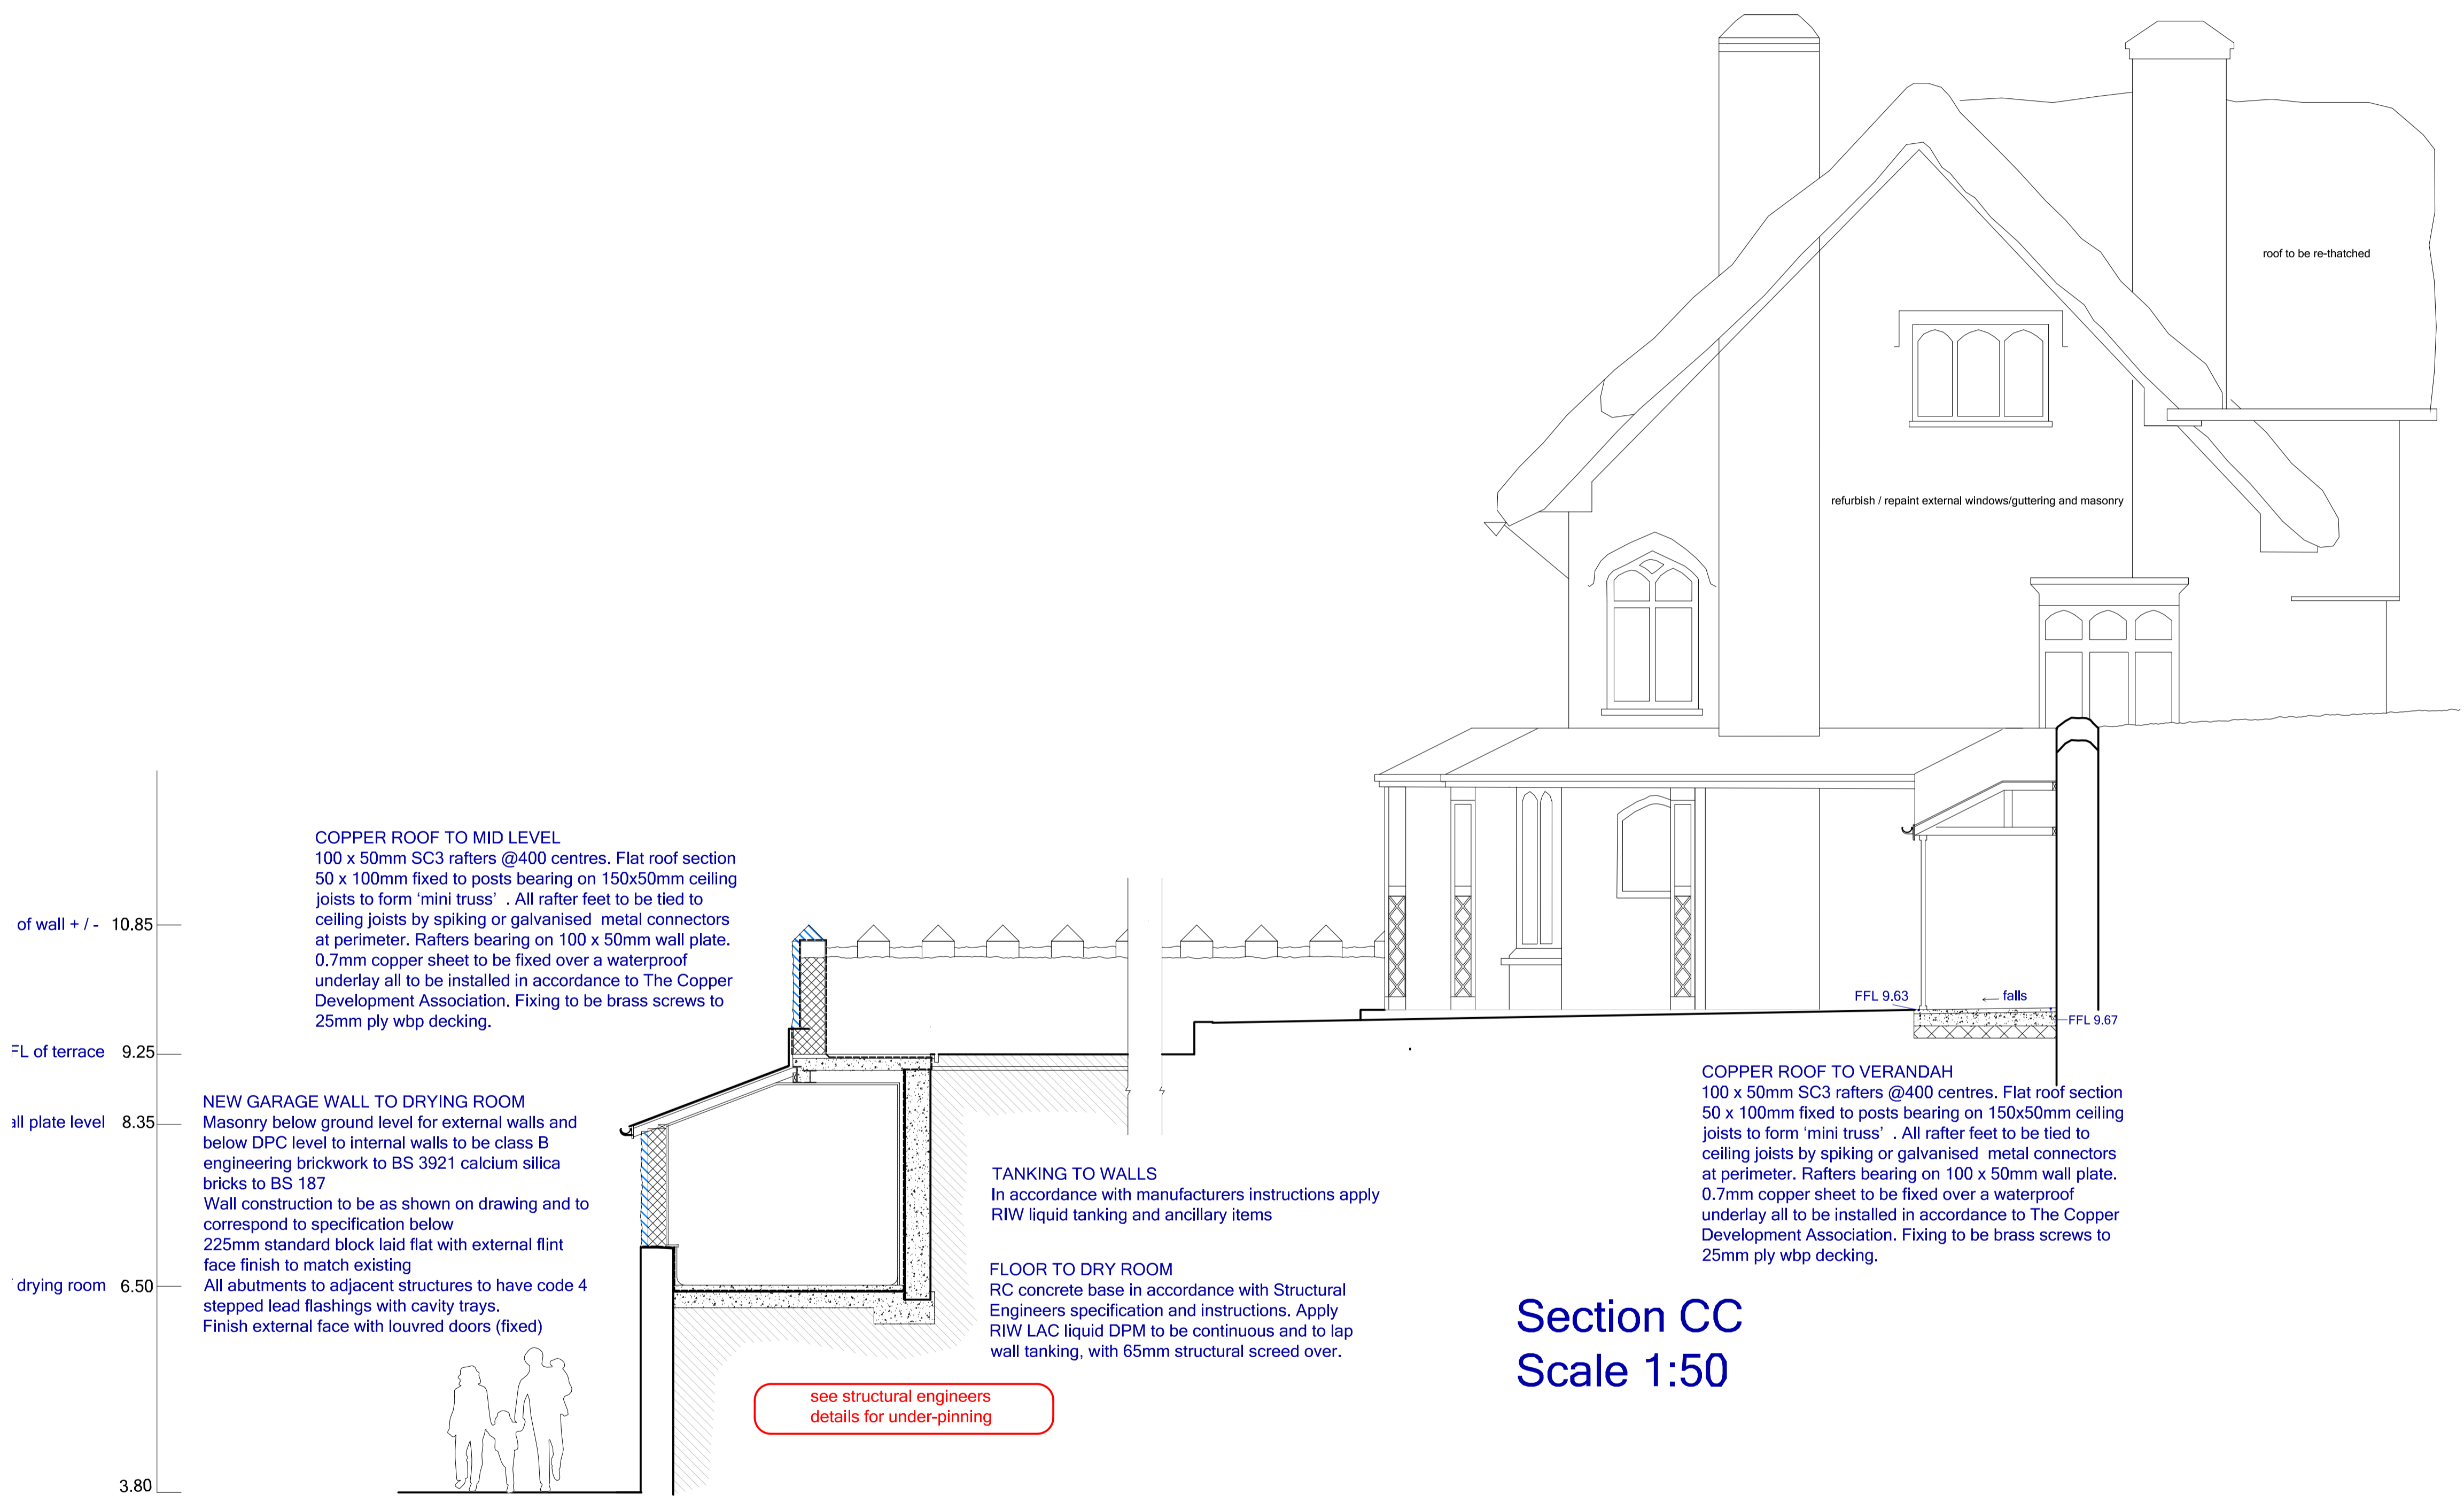 roof to be re-thatched
refurbish / repaint external windows/guttering and masonry
COPPER ROOF TO MID LEVEL
100 x 50mm SC3 rafters @400 centres. Flat roof section
50 x 100mm fixed to posts bearing on 150x50mm ceiling
joists to form ‘mini truss’ . All rafter feet to be tied to
ceiling joists by spiking or galvanised metal connectors
at perimeter. Rafters bearing on 100 x 50mm wall plate.
0.7mm copper sheet to be fixed over a waterproof
underlay all to be installed in accordance to The Copper
Development Association. Fixing to be brass screws to
25mm ply wbp decking.
of wall + / - 10.85
FL of terrace 9.25
plate level 8.35
drying room 6.50
3.80
NEW GARAGE WALL TO DRYING ROOM
Masonry below ground level for external walls and
below DPC level to internal walls to be class B
engineering brickwork to BS 3921 calcium silica
bricks to BS 187
Wall construction to be as shown on drawing and to
correspond to specification below
225mm standard block laid flat with external flint
face finish to match existing
All abutments to adjacent structures to have code 4
stepped lead flashings with cavity trays.
Finish external face with louvred doors (fixed)
TANKING TO WALLS
In accordance with manufacturers instructions apply
RIW liquid tanking and ancillary items
FLOOR TO DRY ROOM
RC concrete base in accordance with Structural
Engineers specification and instructions. Apply
RIW LAC liquid DPM to be continuous and to lap
wall tanking, with 65mm structural screed over.
see structural engineers
details for under-pinning
FFL 9.63
falls
FFL 9.67
COPPER ROOF TO VERANDAH
100 x 50mm SC3 rafters @400 centres. Flat roof section
50 x 100mm fixed to posts bearing on 150x50mm ceiling
joists to form ‘mini truss’ . All rafter feet to be tied to
ceiling joists by spiking or galvanised metal connectors
at perimeter. Rafters bearing on 100 x 50mm wall plate.
0.7mm copper sheet to be fixed over a waterproof
underlay all to be installed in accordance to The Copper
Development Association. Fixing to be brass screws to
25mm ply wbp decking.
Section CC
Scale 1:50